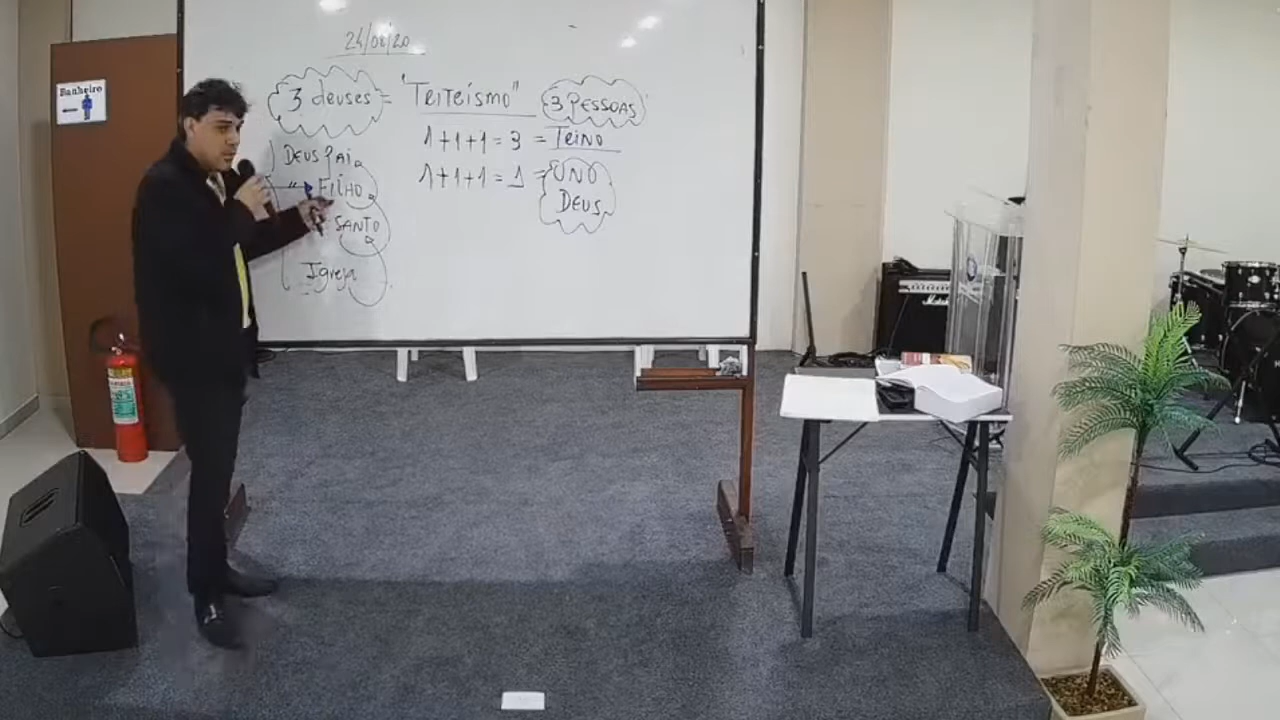 24/06/20
3 deuses = "TRITEÍSMO"
3 PESSOAS
1+1+1=3 = TRINO
1+1+1=1 = UNO
DEUS
DEUS PAI
" FILHO
SANTO
Igreja
Banheiro
Marshall